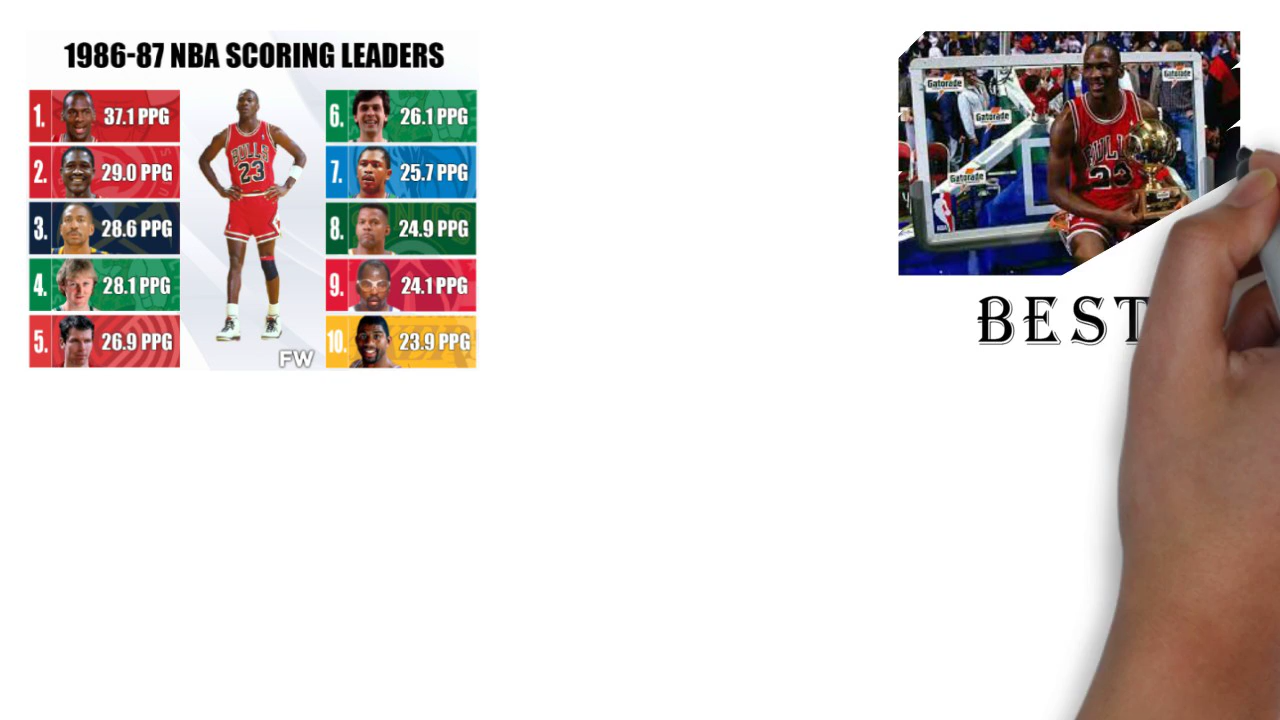 1986-87 NBA SCORING LEADERS
1. 37.1 PPG
2. 29.0 PPG
3. 28.6 PPG
4. 28.1 PPG
5. 26.9 PPG
BULLS
23
6. 26.1 PPG
7. 25.7 PPG
8. 24.9 PPG
9. 24.1 PPG
10. 23.9 PPG
FW
Gatorade
Gatorade
Gatorade
Gatorade
BULL
23
BEST